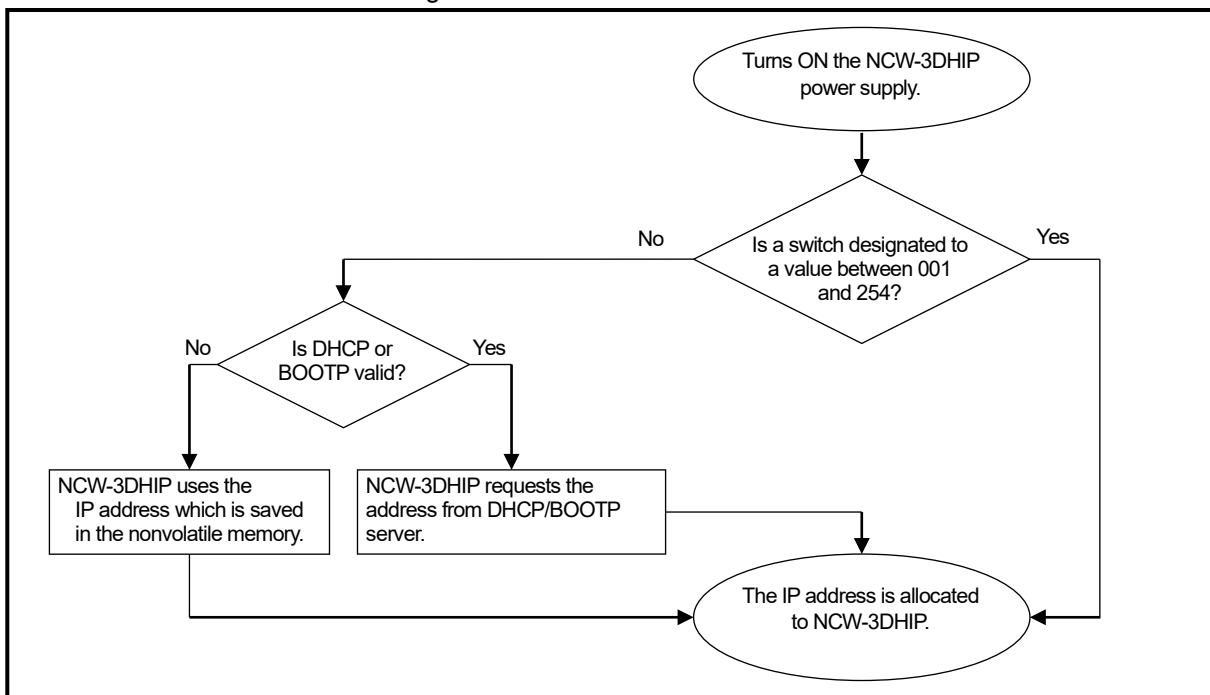 Turns ON the NCW-3DHIP
power supply.
No
Is a switch designated to
a value between 001
and 254?
Yes
No
Is DHCP or
BOOTP valid?
Yes
NCW-3DHIP uses the
IP address which is saved
in the nonvolatile memory.
NCW-3DHIP requests the
address from DHCP/BOOTP
server.
The IP address is allocated
to NCW-3DHIP.